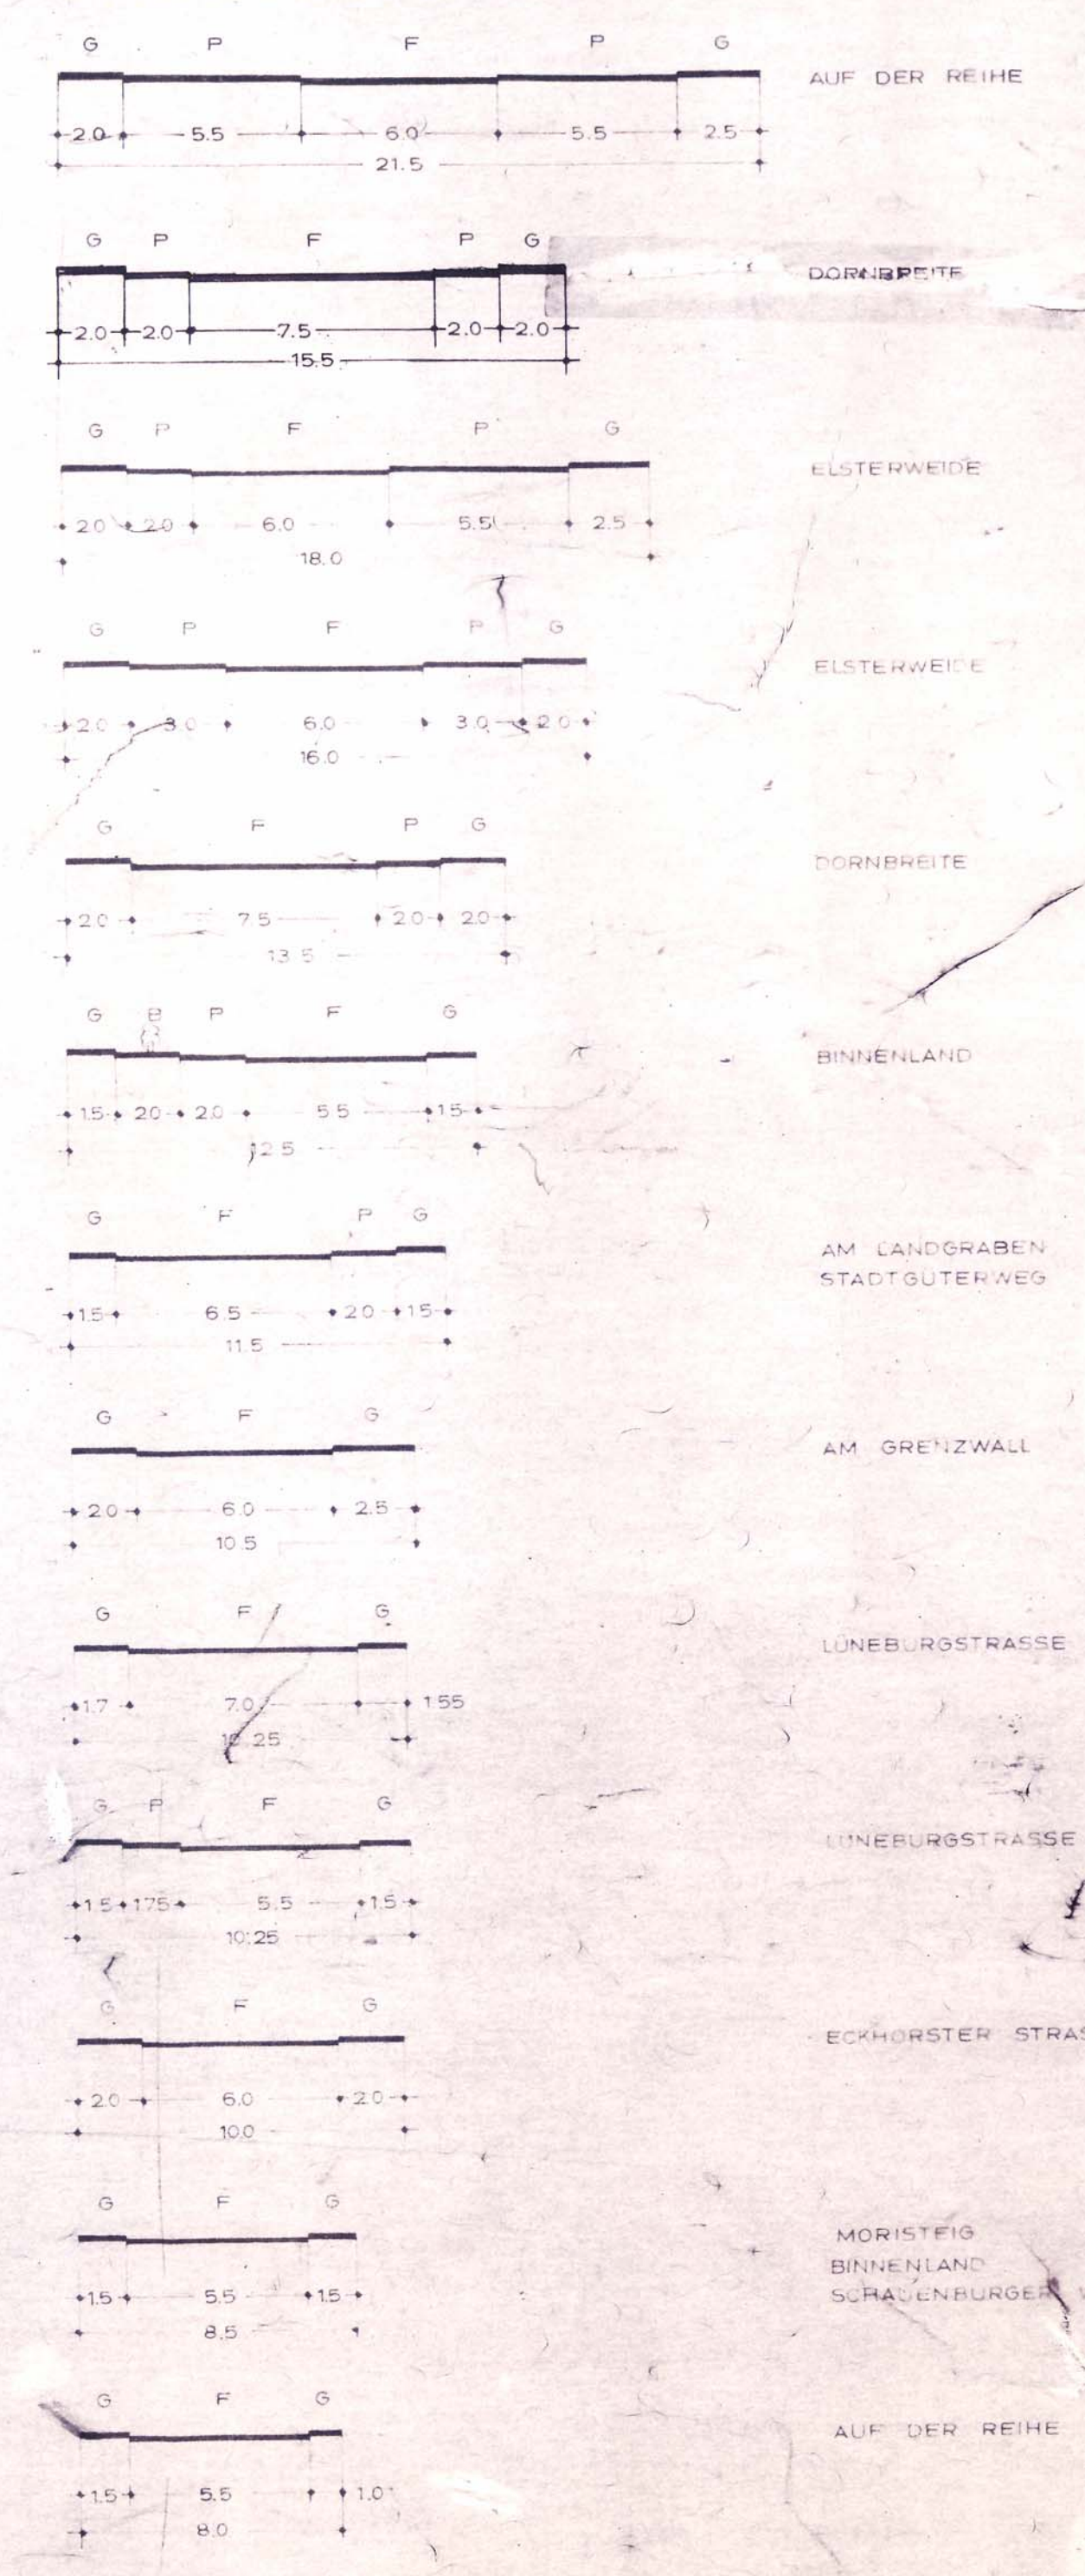 G P F P G
AUF DER REIHE
2.0 5.5 6.0 5.5 2.5
21.5
G P F P G
DORNBREITE
2.0 2.0 7.5 2.0 2.0
15.5
G P F P G
ELSTERWEIDE
2.0 2.0 6.0 5.5 2.5
18.0
G P F P G
ELSTERWEIDE
2.0 3.0 6.0 3.0 2.0
16.0
G F P G
DORNBREITE
2.0 7.5 2.0 2.0
13.5
G B P F G
BINNENLAND
1.5 2.0 2.0 5.5 1.5
12.5
G F P G
AM LANDGRABEN
STADTGÜTERWEG
1.5 6.5 2.0 1.5
11.5
G F G
AM GRENZWALL
2.0 6.0 2.5
10.5
G F G
LÜNEBURGSTRASSE
1.7 7.0 1.55
10.25
G P F G
LÜNEBURGSTRASSE
1.5 1.75 5.5 1.5
10.25
G F G
ECKHORSTER STRAS
2.0 6.0 2.0
10.0
G F G
MORISTEIG
BINNENLAND
SCHAUENBURGER
1.5 5.5 1.5
8.5
G F G
AUF DER REIHE
1.5 5.5 1.0
8.0